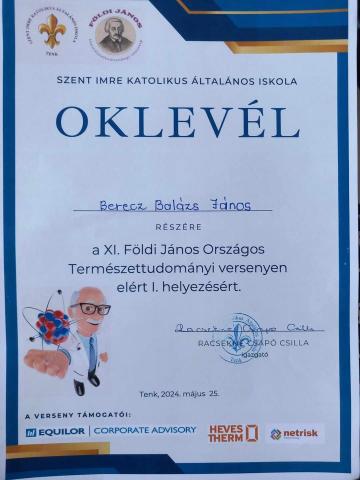 SZENT IMRE KATOLIKUS ÁLTALÁNOS ISKOLA
TENK
FÖLDI JÁNOS
SZENT IMRE KATOLIKUS ÁLTALÁNOS ISKOLA
OKLEVÉL
Berecz Balázs János
RÉSZÉRE
a XI. Földi János Országos
Természettudományi versenyen
elért I. helyezésért.
RACSEKNÉ CSAPÓ CSILLA
igazgató
Tenk, 2024. május 25.
A VERSENY TÁMOGATÓI:
EQUILOR CORPORATE ADVISORY
HEVES
THERM
netrisk